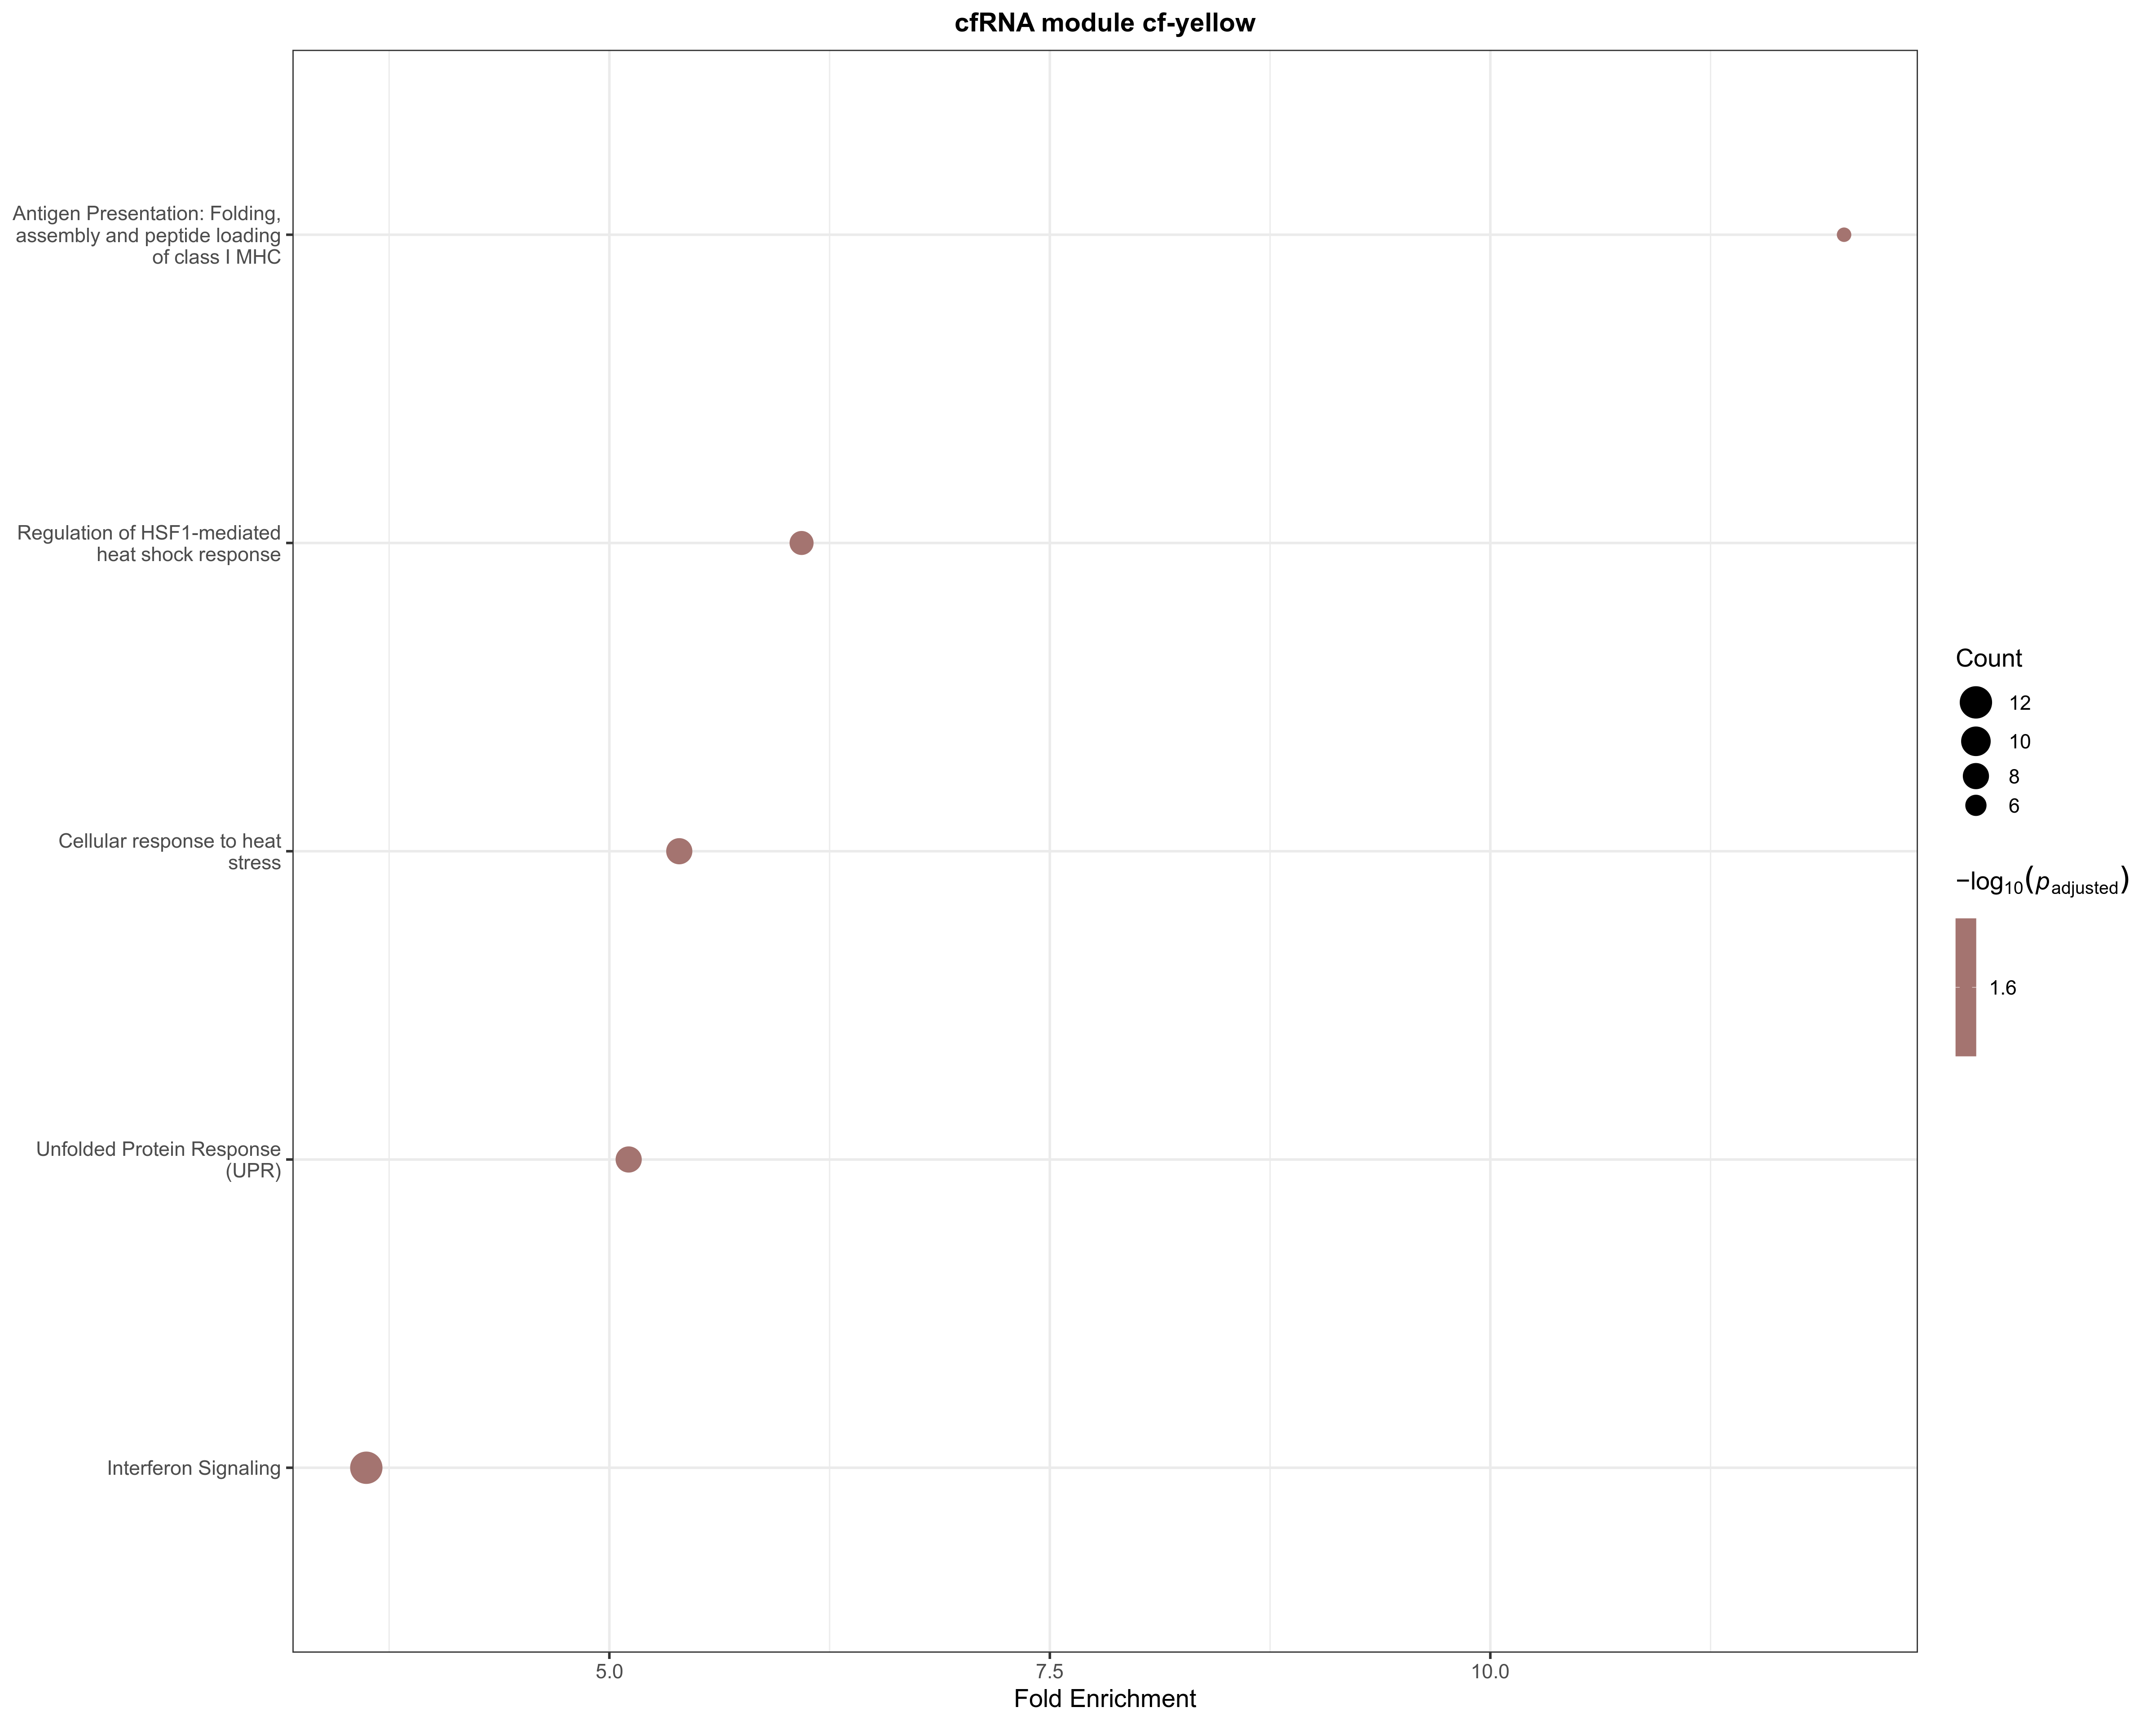 cfRNA module cf-yellow
Antigen Presentation: Folding,
assembly and peptide loading
of class I MHC
Regulation of HSF1-mediated
heat shock response
Cellular response to heat
stress
Unfolded Protein Response
(UPR)
Interferon Signaling
5.0
7.5
10.0
Fold Enrichment
Count
12
10
8
6
−log₁₀(p adjusted)
1.6